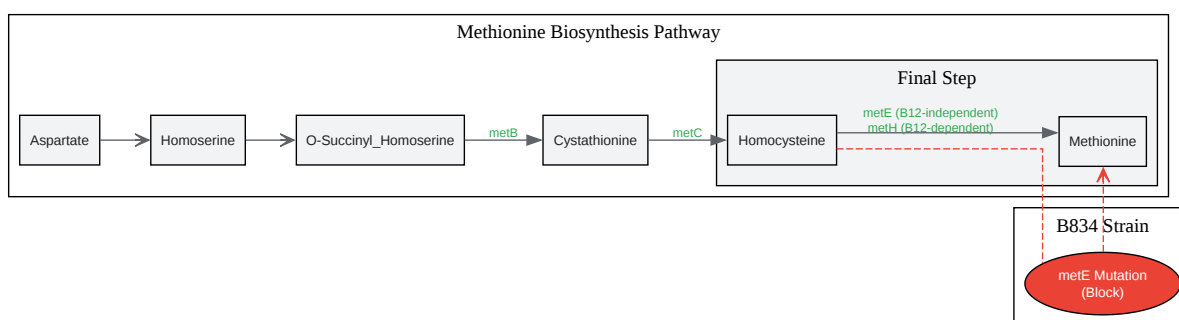 Methionine Biosynthesis Pathway
Final Step
Aspartate
Homoserine
O-Succinyl_Homoserine
metB
Cystathionine
metC
Homocysteine
metE (B12-independent)
metH (B12-dependent)
Methionine
B834 Strain
metE Mutation
(Block)